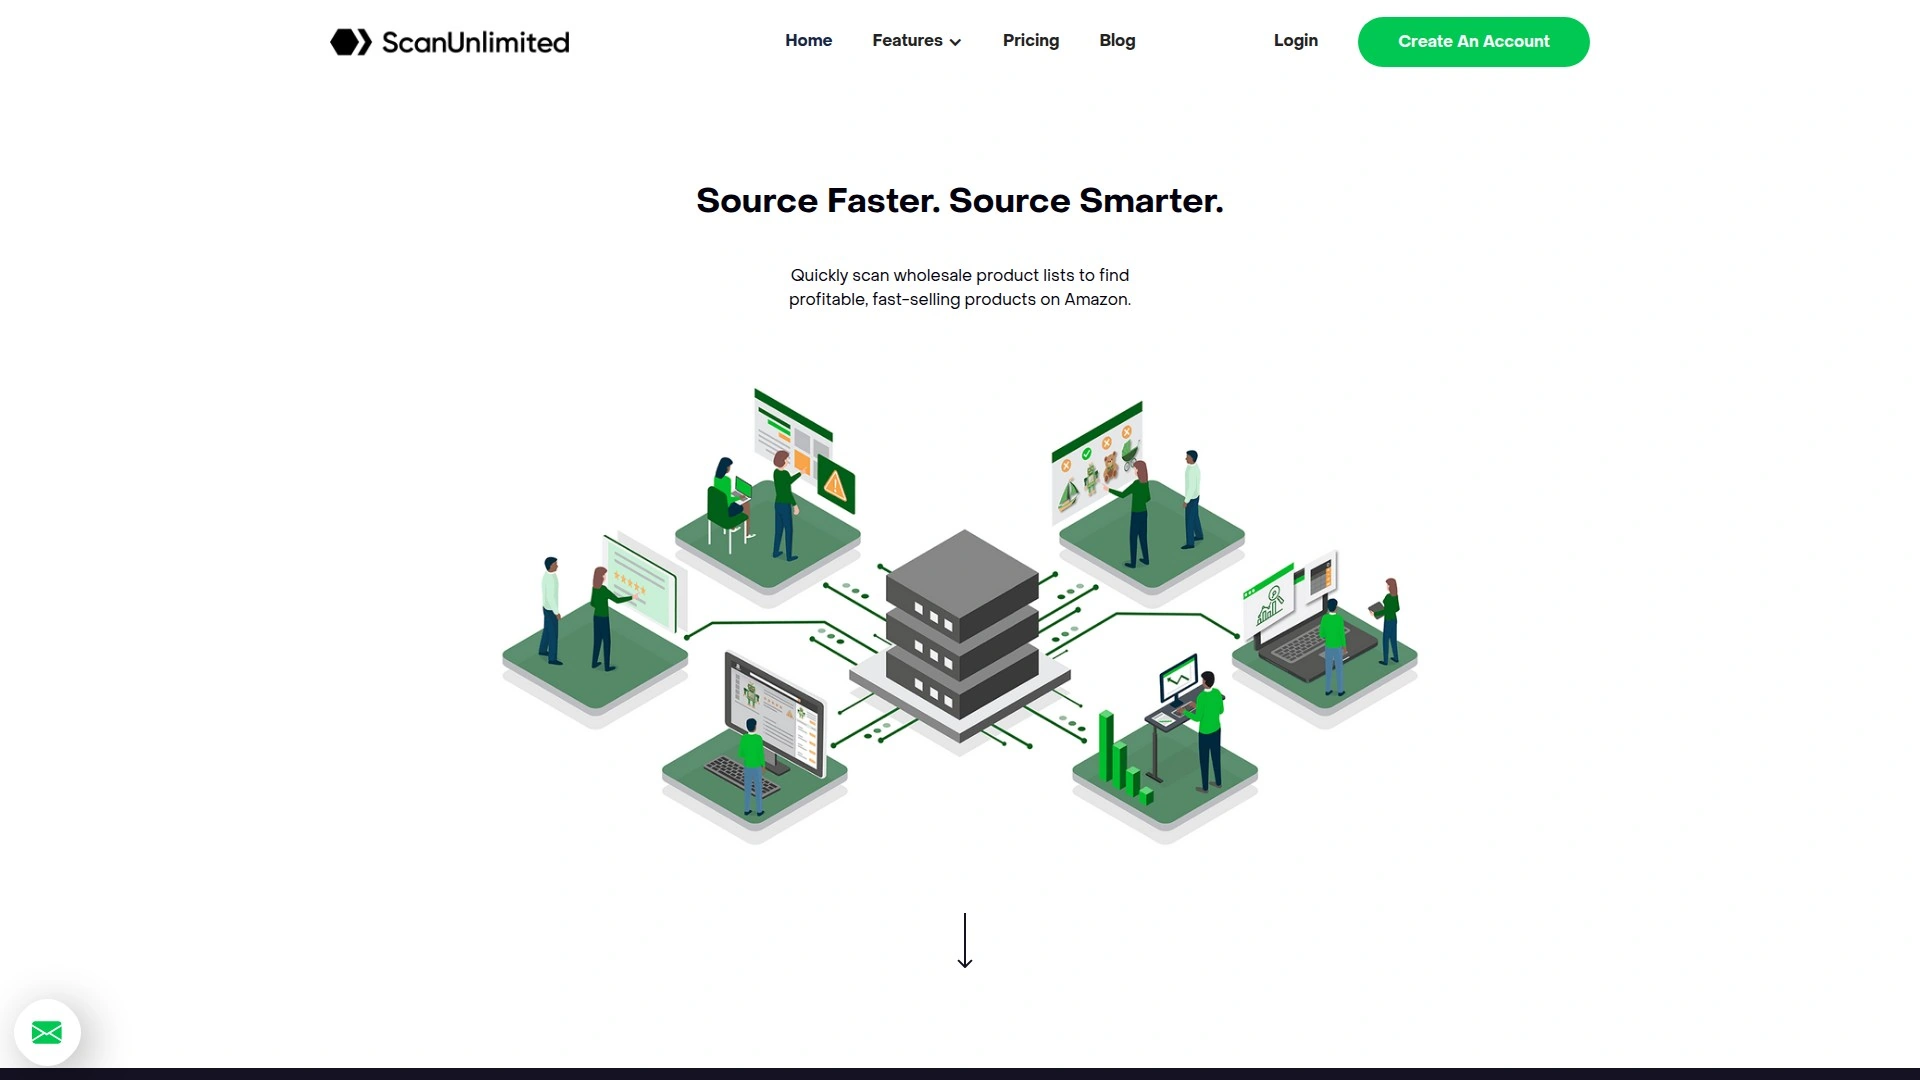 ScanUnlimited
Home
Features
Pricing
Blog
Login
Create An Account
Source Faster. Source Smarter.
Quickly scan wholesale product lists to find
profitable, fast-selling products on Amazon.